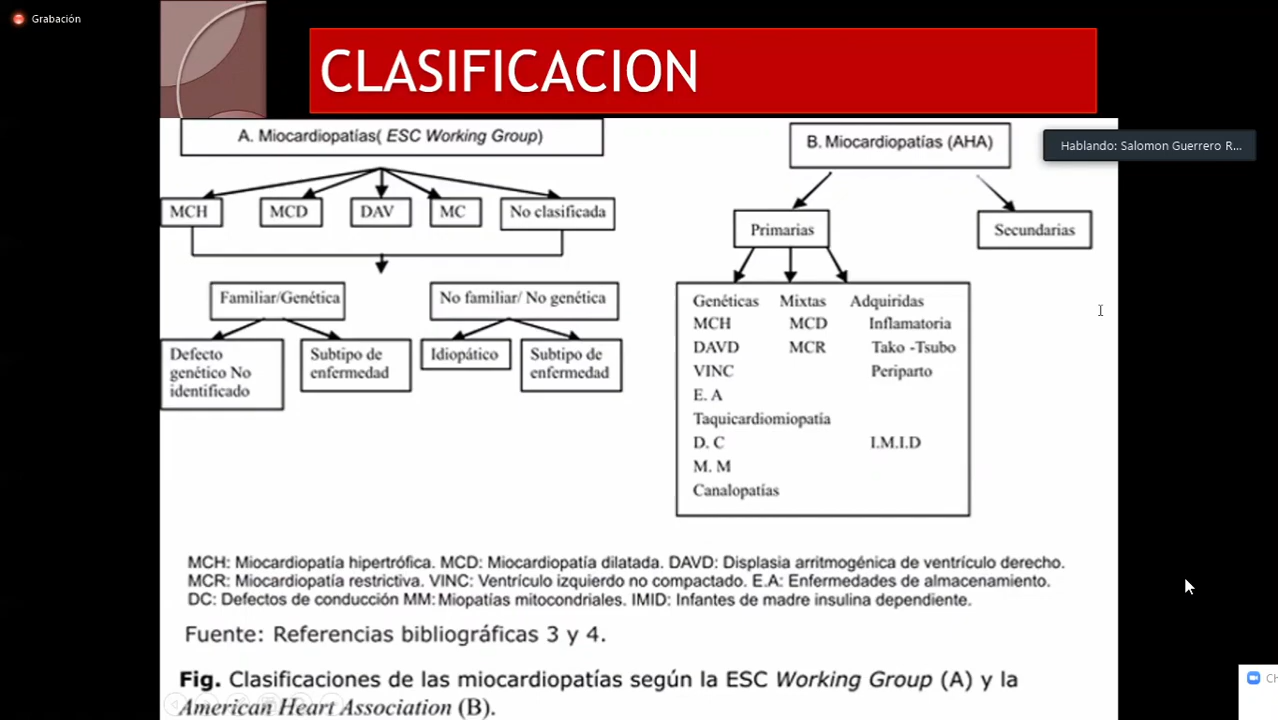 Grabación
CLASIFICACION
Hablando: Salomon Guerrero R...
A. Miocardiopatías( ESC Working Group)
MCH
MCD
DAV
MC
No clasificada
Familiar/Genética
No familiar/ No genética
Defecto
genético No
identificado
Subtipo de
enfermedad
Idiopático
Subtipo de
enfermedad
B. Miocardiopatías (AHA)
Primarias
Secundarias
Genéticas Mixtas Adquiridas
MCH MCD Inflamatoria
DAVD MCR Tako -Tsubo
VINC Periparto
E. A
Taquicardiomiopatia
D. C I.M.I.D
M. M
Canalopatías
MCH: Miocardiopatía hipertrófica. MCD: Miocardiopatía dilatada. DAVD: Displasia arritmogénica de ventrículo derecho.
MCR: Miocardiopatía restrictiva. VINC: Ventrículo izquierdo no compactado. E.A: Enfermedades de almacenamiento.
DC: Defectos de conducción MM: Miopatías mitocondriales. IMID: Infantes de madre insulina dependiente.
Fuente: Referencias bibliográficas 3 y 4.
Fig. Clasificaciones de las miocardiopatías según la ESC Working Group (A) y la
American Heart Association (B).